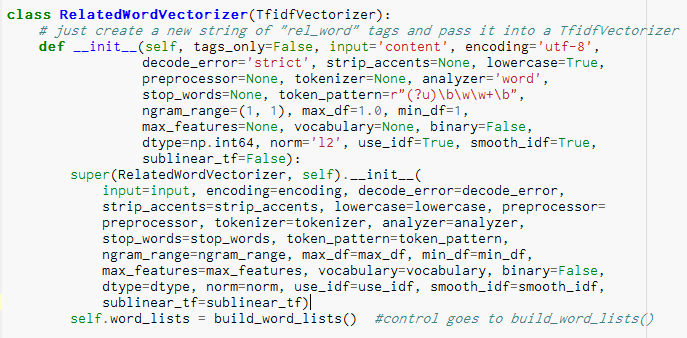 class RelatedWordVectorizer(TfidfVectorizer):
    # just create a new string of ”rel_word” tags and pass it into a TfidfVectorizer
    def __init__(self, tags_only=False, input='content', encoding='utf-8',
                 decode_error='strict', strip_accents=None, lowercase=True,
                 preprocessor=None, tokenizer=None, analyzer='word',
                 stop_words=None, token_pattern=r"(?u)\b\w\w+\b",
                 ngram_range=(1, 1), max_df=1.0, min_df=1,
                 max_features=None, vocabulary=None, binary=False,
                 dtype=np.int64, norm='l2', use_idf=True, smooth_idf=True,
                 sublinear_tf=False):
        super(RelatedWordVectorizer, self).__init__(
            input=input, encoding=encoding, decode_error=decode_error,
            strip_accents=strip_accents, lowercase=lowercase, preprocessor=
            preprocessor, tokenizer=tokenizer, analyzer=analyzer,
            stop_words=stop_words, token_pattern=token_pattern,
            ngram_range=ngram_range, max_df=max_df, min_df=min_df,
            max_features=max_features, vocabulary=vocabulary, binary=False,
            dtype=dtype, norm=norm, use_idf=use_idf, smooth_idf=smooth_idf,
            sublinear_tf=sublinear_tf)
        self.word_lists = build_word_lists()  #control goes to build_word_lists()